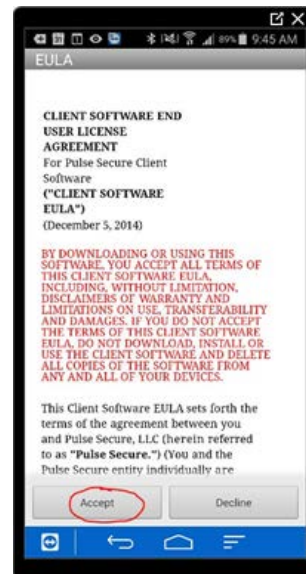 89% 9:45 AM
EULA
CLIENT SOFTWARE END
USER LICENSE
AGREEMENT
For Pulse Secure Client
Software
("CLIENT SOFTWARE
EULA")
(December 5, 2014)
BY DOWNLOADING OR USING THIS
SOFTWARE, YOU ACCEPT ALL TERMS OF
THIS CLIENT SOFTWARE EULA,
INCLUDING, WITHOUT LIMITATION,
DISCLAIMERS OF WARRANTY AND
LIMITATIONS ON USE, TRANSFERABILITY
AND DAMAGES. IF YOU DO NOT ACCEPT
THE TERMS OF THIS CLIENT SOFTWARE
EULA, DO NOT DOWNLOAD, INSTALL OR
USE THE CLIENT SOFTWARE AND DELETE
ALL COPIES OF THE SOFTWARE FROM
ANY AND ALL OF YOUR DEVICES.
This Client Software EULA sets forth the
terms of the agreement between you
and Pulse Secure, LLC (herein referred
to as "Pulse Secure.") (You and the
Pulse Secure entity individually are
Accept Decline